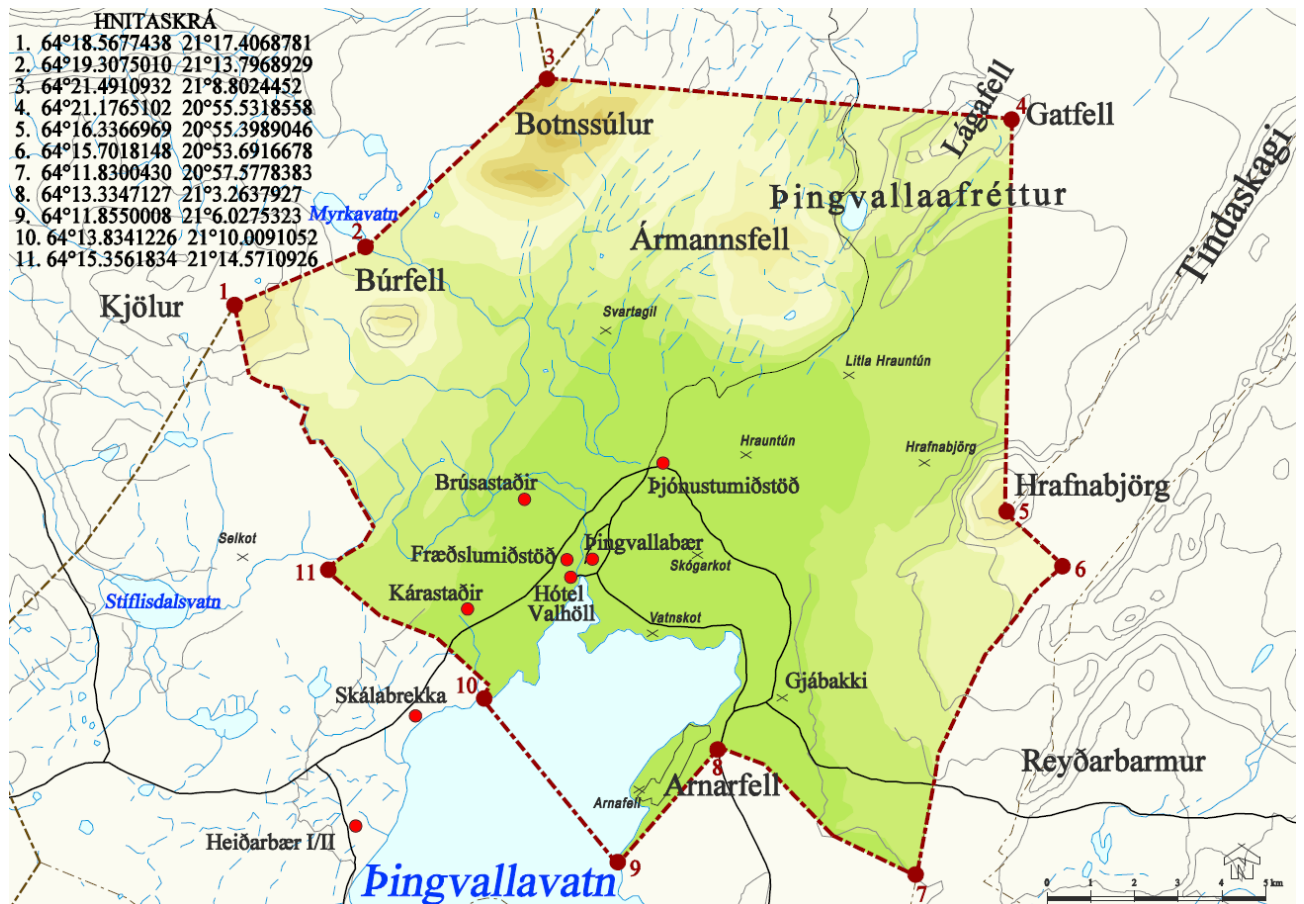 HNITASKRÁ
1. 64°18.5677438 21°17.4068781
2. 64°19.3075010 21°13.7968929
3. 64°21.4910932 21°8.8024452
4. 64°21.1765102 20°55.5318558
5. 64°16.3366969 20°55.3989046
6. 64°15.7018148 20°53.6916678
7. 64°11.8300430 20°57.5778383
8. 64°13.3347127 21°3.2637927
9. 64°11.8550008 21°6.0275323
10. 64°13.8341226 21°10.0091052
11. 64°15.3561834 21°14.5710926
3
4
Gatfell
Lágafell
Botnssúlur
Tindaskagi
Þingvallaafréttur
Myrkavatn
2
Ármannsfell
Búrfell
Kjölur
1
Svartagil
Litla Hrauntún
Hrauntún
Hrafnabjörg
Þjónustumiðstöð
Hrafnabjörg
5
Brúsastaðir
Selkot
Fræðslumiðstöð
Þingvallabær
Skógarkot
6
11
Kárastaðir
Hótel
Valhöll
Stíflisdalsvatn
Vatnskot
10
Gjábakki
Skálabrekka
8
Reyðarbarmur
Arnarfell
Arnafell
Heiðarbær I/II
Þingvallavatn
9
7
N
0 1 2 3 4 5 km